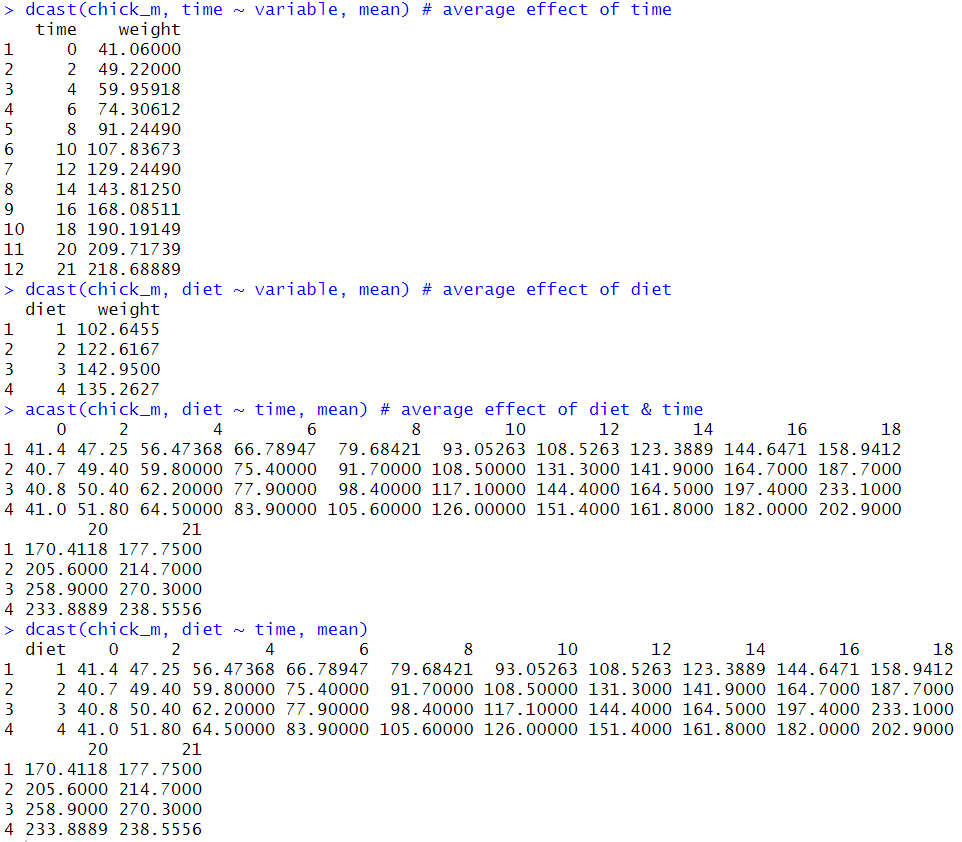 > dcast(chick_m, time ~ variable, mean) # average effect of time
   time    weight
1     0  41.06000
2     2  49.22000
3     4  59.95918
4     6  74.30612
5     8  91.24490
6    10 107.83673
7    12 129.24490
8    14 143.81250
9    16 168.08511
10   18 190.19149
11   20 209.71739
12   21 218.68889
> dcast(chick_m, diet ~ variable, mean) # average effect of diet
  diet   weight
1    1 102.6455
2    2 122.6167
3    3 142.9500
4    4 135.2627
> acast(chick_m, diet ~ time, mean) # average effect of diet & time
     0     2        4        6         8        10       12       14       16       18
1 41.4 47.25 56.47368 66.78947  79.68421  93.05263 108.5263 123.3889 144.6471 158.9412
2 40.7 49.40 59.80000 75.40000  91.70000 108.50000 131.3000 141.9000 164.7000 187.7000
3 40.8 50.40 62.20000 77.90000  98.40000 117.10000 144.4000 164.5000 197.4000 233.1000
4 41.0 51.80 64.50000 83.90000 105.60000 126.00000 151.4000 161.8000 182.0000 202.9000
        20       21
1 170.4118 177.7500
2 205.6000 214.7000
3 258.9000 270.3000
4 233.8889 238.5556
> dcast(chick_m, diet ~ time, mean)
  diet    0     2        4        6         8        10       12       14       16       18
1    1 41.4 47.25 56.47368 66.78947  79.68421  93.05263 108.5263 123.3889 144.6471 158.9412
2    2 40.7 49.40 59.80000 75.40000  91.70000 108.50000 131.3000 141.9000 164.7000 187.7000
3    3 40.8 50.40 62.20000 77.90000  98.40000 117.10000 144.4000 164.5000 197.4000 233.1000
4    4 41.0 51.80 64.50000 83.90000 105.60000 126.00000 151.4000 161.8000 182.0000 202.9000
        20       21
1 170.4118 177.7500
2 205.6000 214.7000
3 258.9000 270.3000
4 233.8889 238.5556